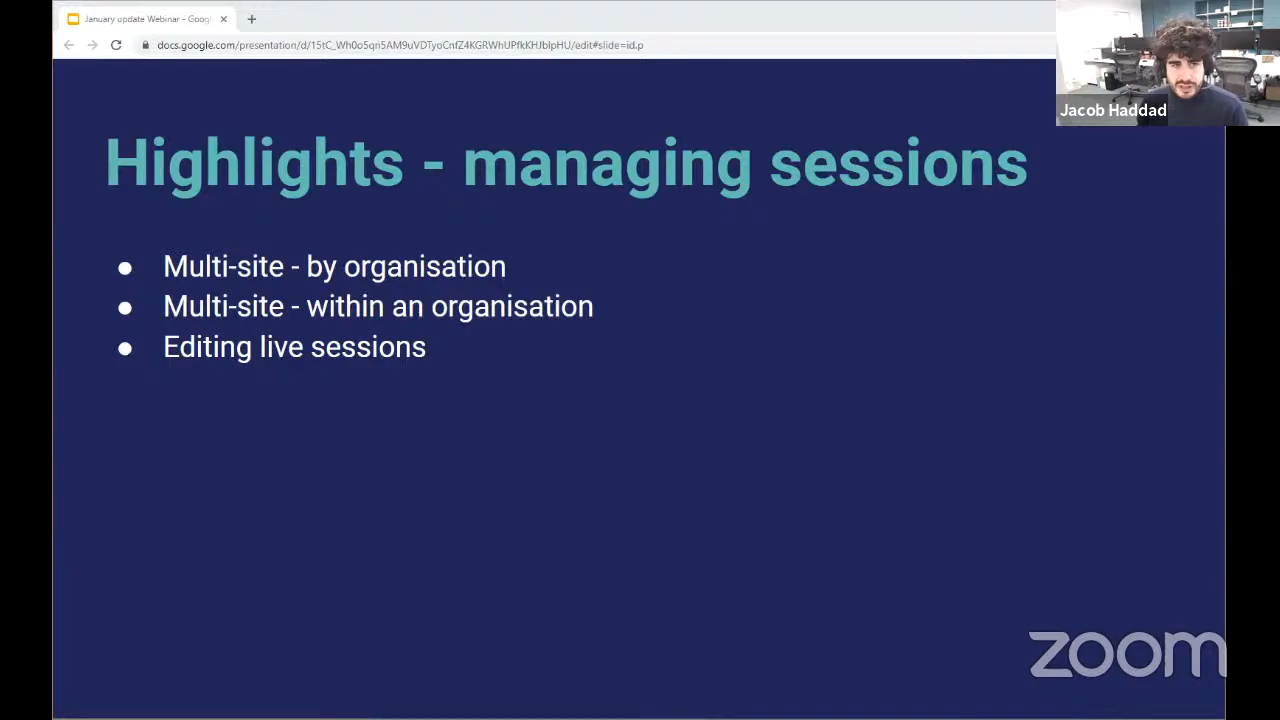 January update Webinar - Goog
docs.google.com/presentation/d/15tC_Wh0o5qn5AM9uVDTyoCnfZ4KGRWhUPfkKHJblpHU/edit#slide=id.p
Jacob Haddad
Highlights - managing sessions
● Multi-site - by organisation
● Multi-site - within an organisation
● Editing live sessions
zoom